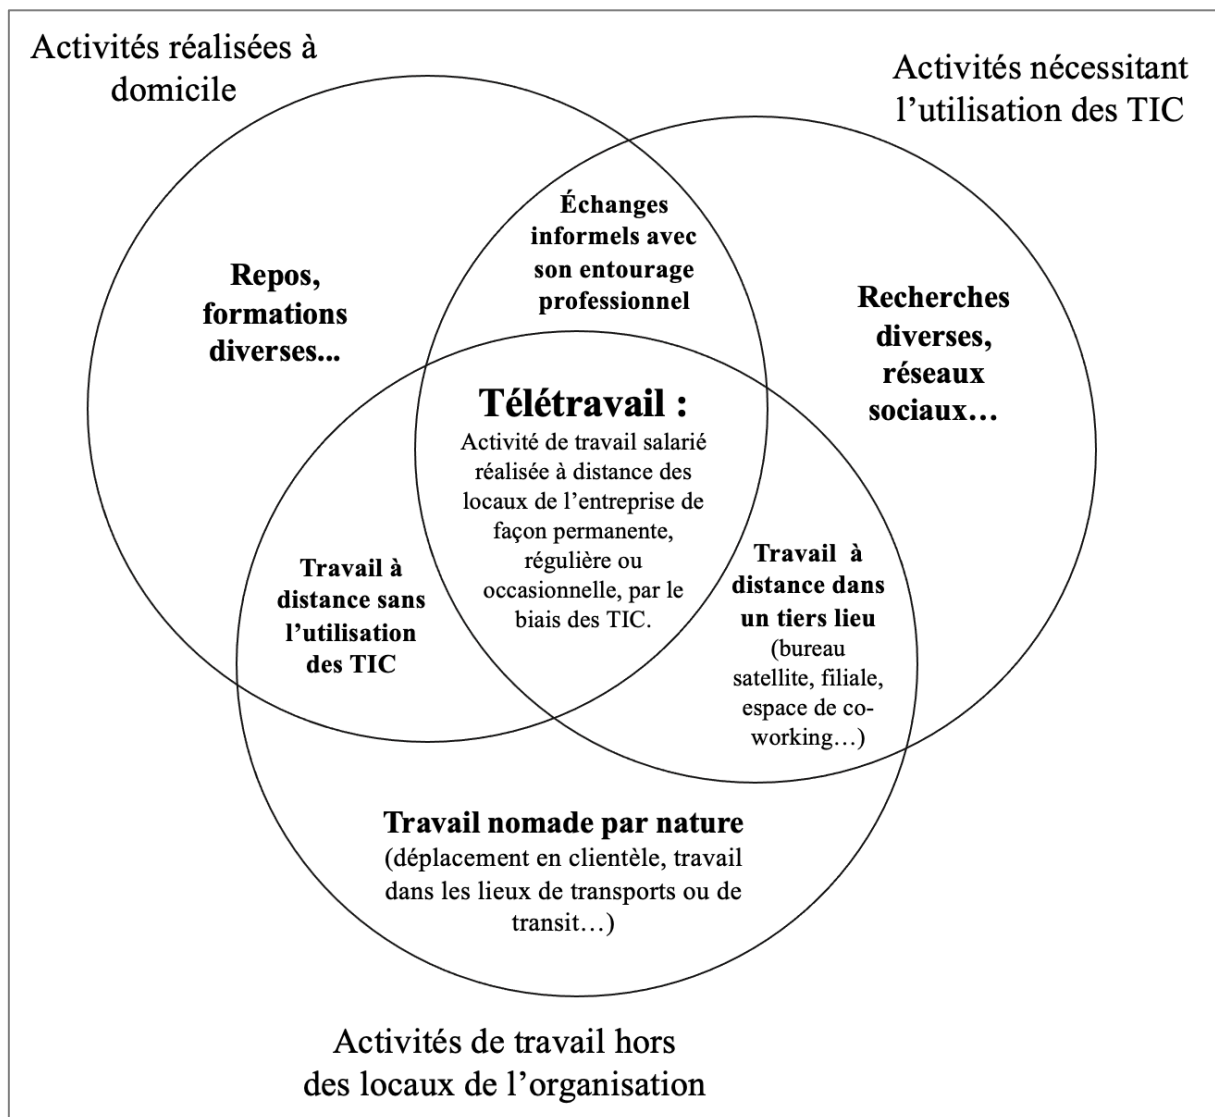 Activités réalisées à
domicile
Activités nécessitant
l’utilisation des TIC
Échanges
informels avec
son entourage
professionnel
Repos,
formations
diverses...
Recherches
diverses,
réseaux
sociaux…
Télétravail :
Activité de travail salarié
réalisée à distance des
locaux de l’entreprise de
façon permanente,
régulière ou
occasionnelle, par le
biais des TIC.
Travail à
distance sans
l’utilisation
des TIC
Travail à
distance dans
un tiers lieu
(bureau
satellite, filiale,
espace de co-
working…)
Travail nomade par nature
(déplacement en clientèle, travail
dans les lieux de transports ou de
transit…)
Activités de travail hors
des locaux de l’organisation